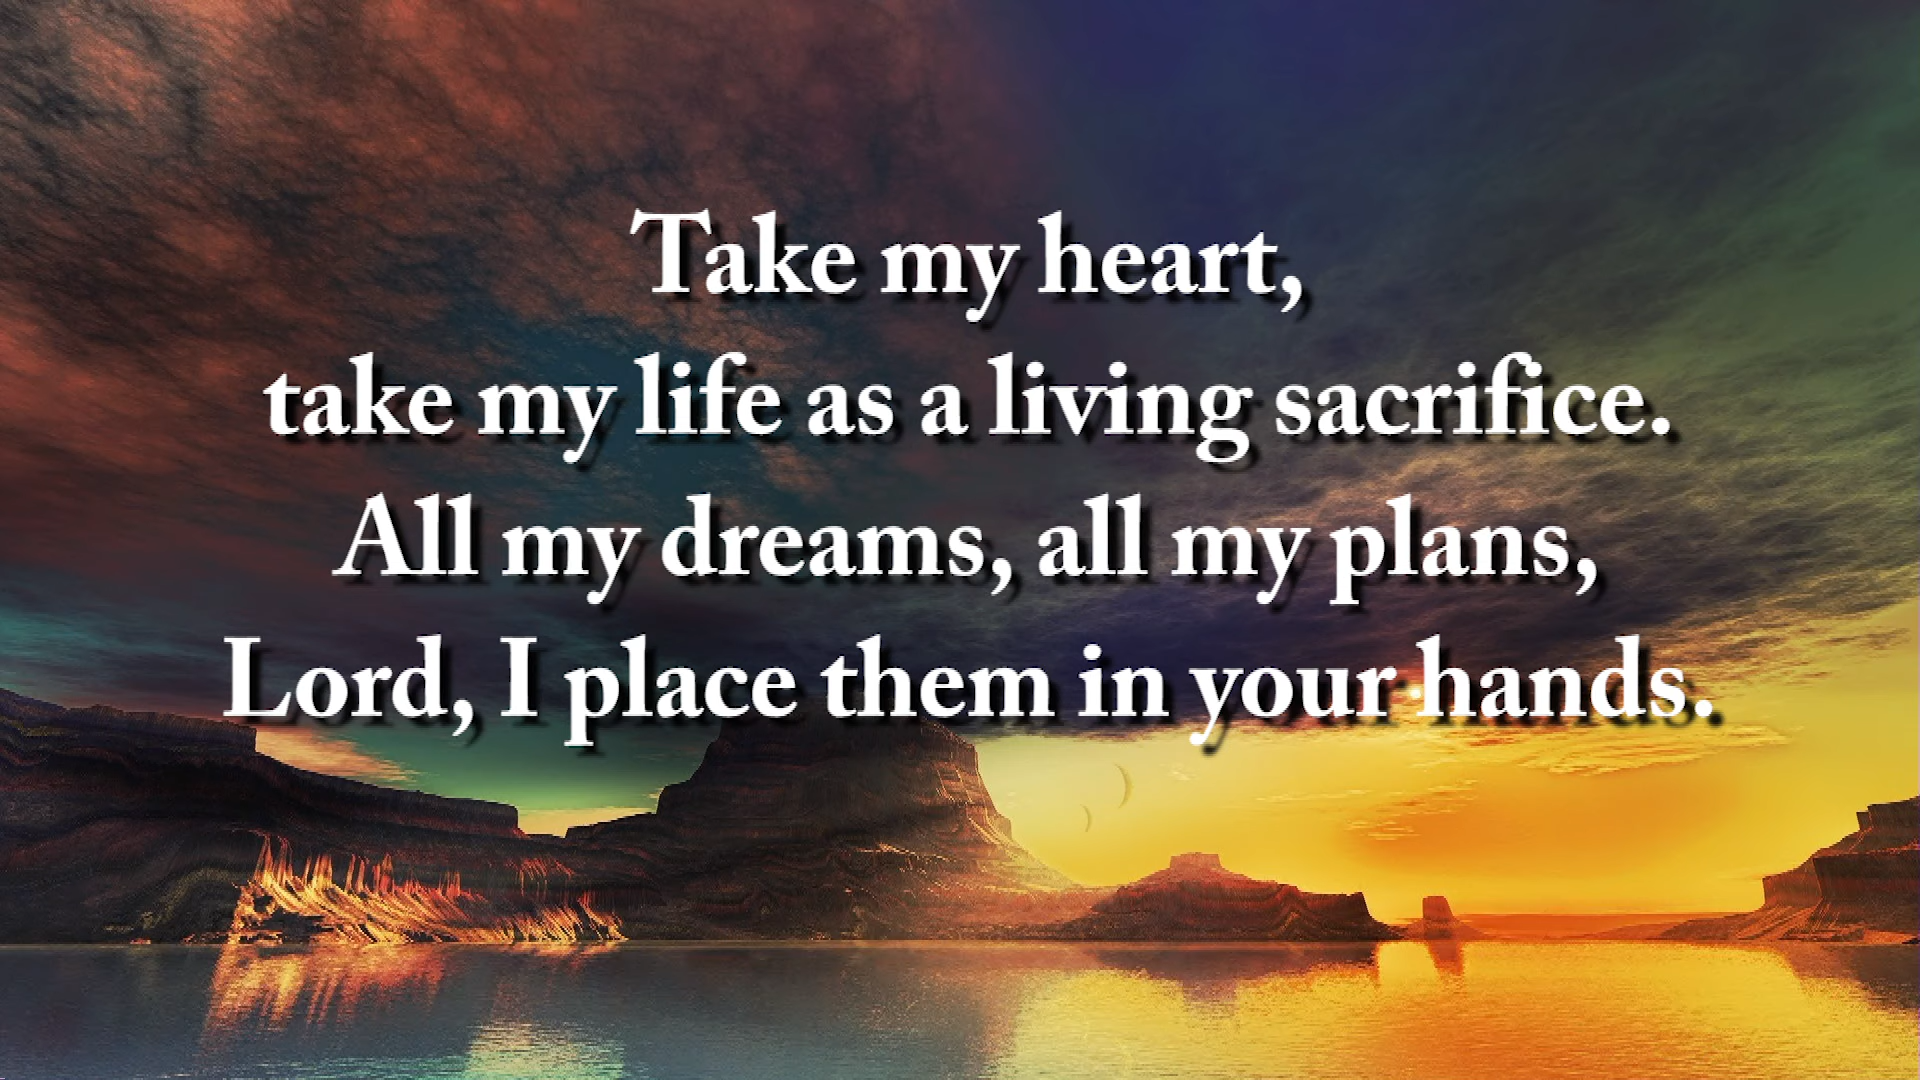 Take my heart,
take my life as a living sacrifice.
All my dreams, all my plans,
Lord, I place them in your hands.